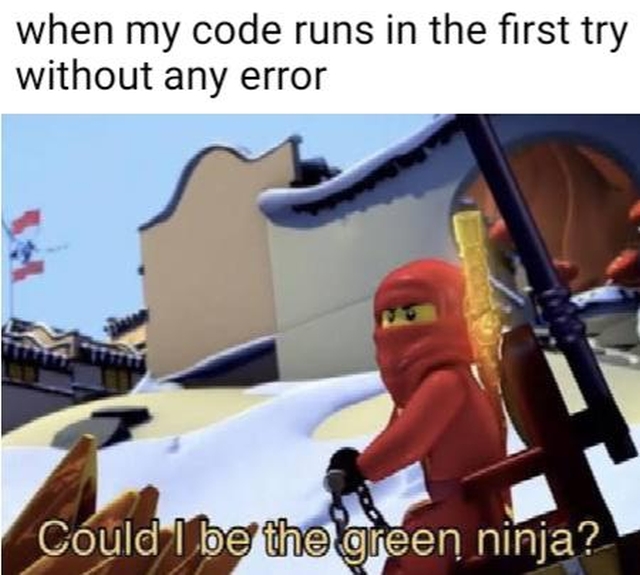 when my code runs in the first try
without any error
Could I be the green ninja?